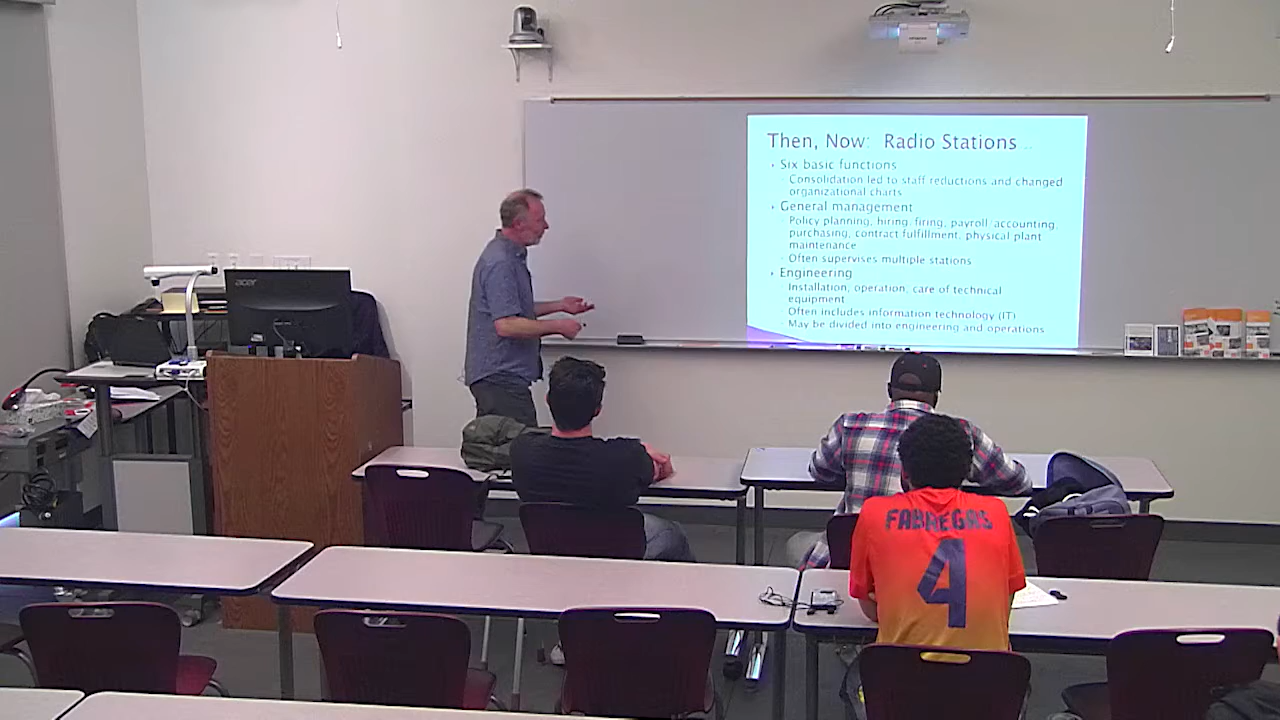 Then, Now: Radio Stations ...
Six basic functions
Consolidation led to staff reductions and changed
organizational charts
General management
Policy planning, hiring, firing, payroll, accounting,
purchasing, contract fulfillment, physical plant
maintenance
Often supervises multiple stations
Engineering
Installation, operation, care of technical
equipment
Often includes information technology (IT)
May be divided into engineering and operations
acer
FABREGAS
4